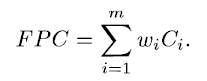 $FPC = \sum_{i=1}^{m} w_i C_i.$